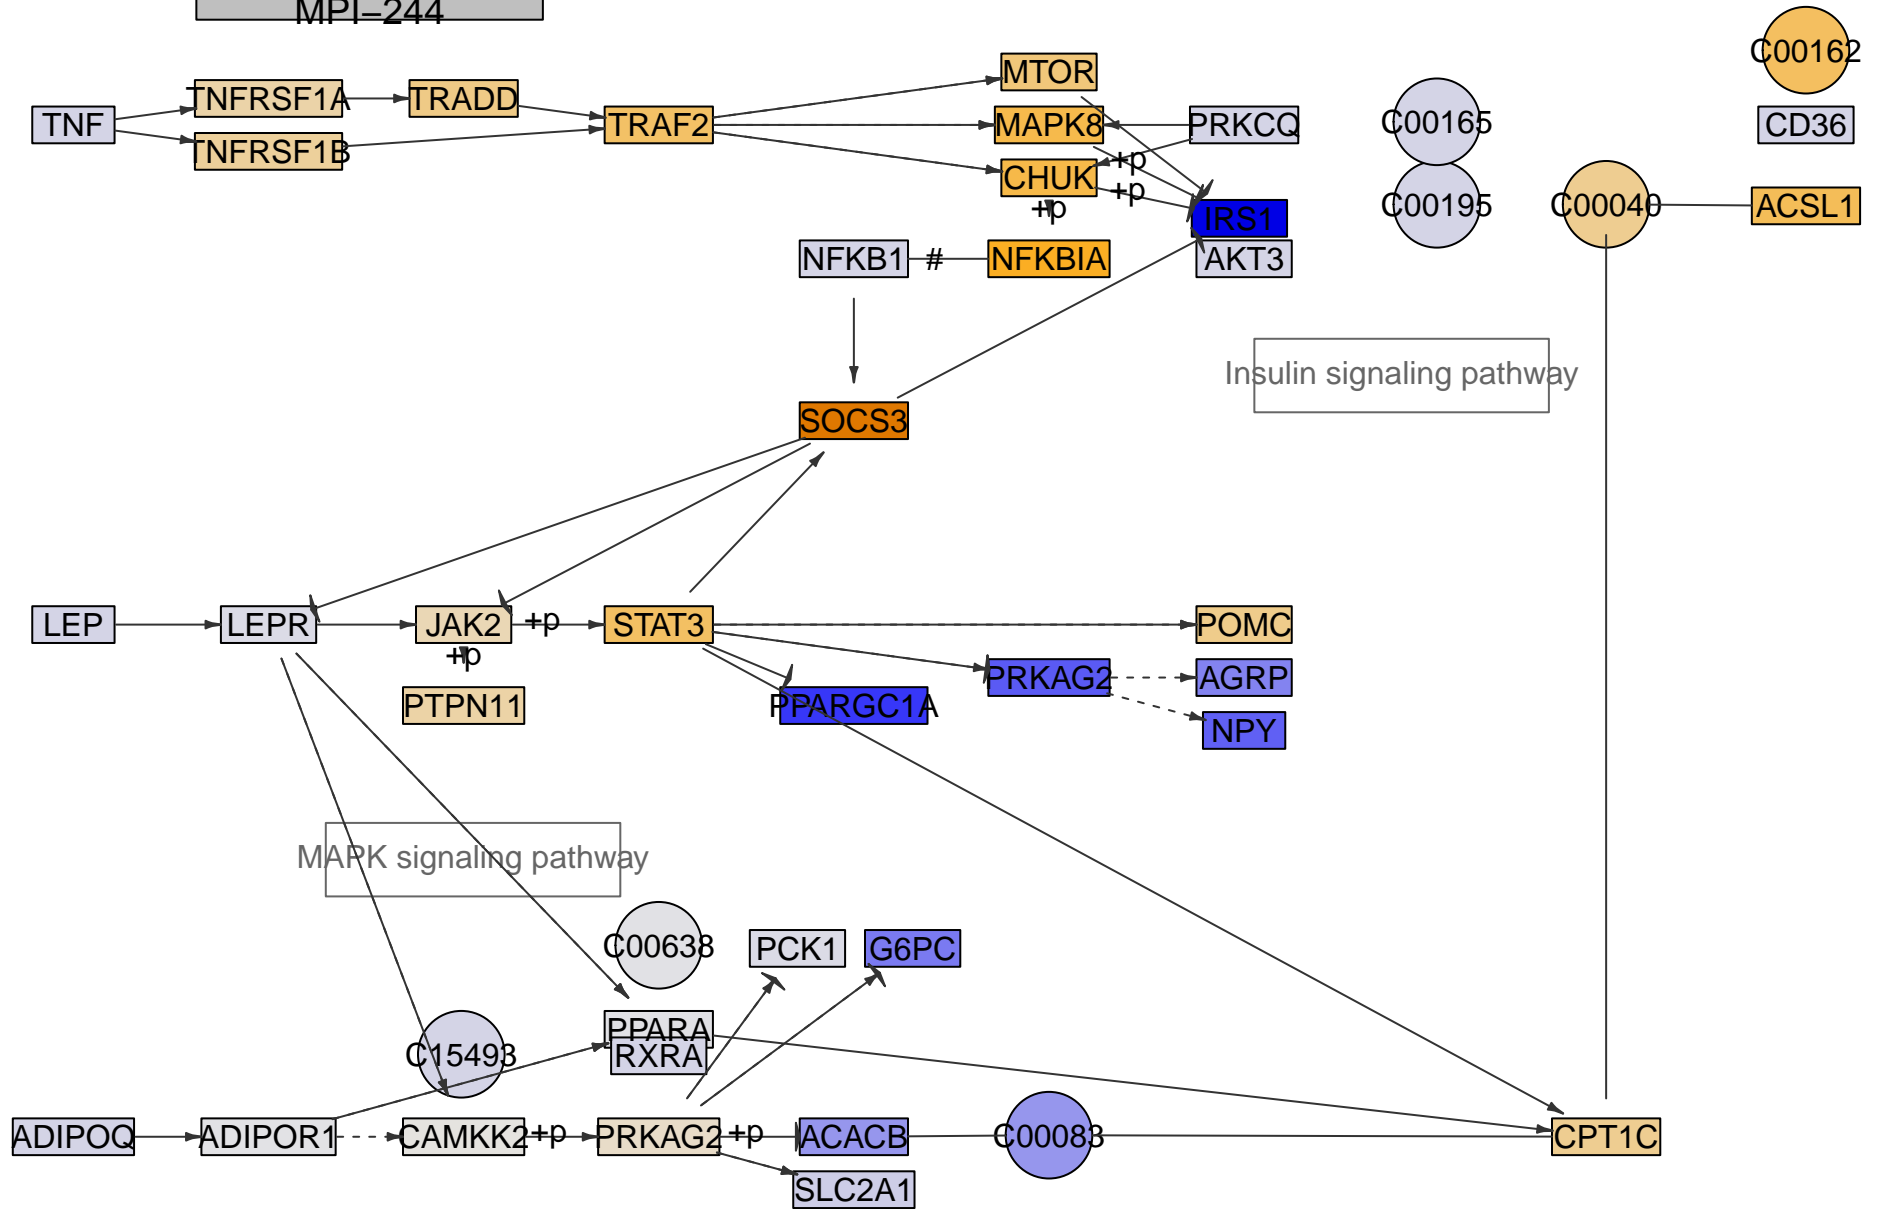 MPI–244
C00162
TNF
TNFRSF1A
TRADD
TNFRSF1B
TRAF2
MTOR
MAPK8
PRKCQ
CHUK
+p
+p
+p
IRS1
C00165
C00195
C00040
CD36
ACSL1
NFKB1
#
NFKBIA
AKT3
Insulin signaling pathway
SOCS3
LEP
LEPR
JAK2
+p
STAT3
POMC
+p
PTPN11
PPARGC1A
PRKAG2
AGRP
NPY
MAPK signaling pathway
C00638
PCK1
G6PC
C15493
PPARA
RXRA
ADIPOQ
ADIPOR1
CAMKK2
+p
PRKAG2
+p
ACACB
C00083
CPT1C
SLC2A1